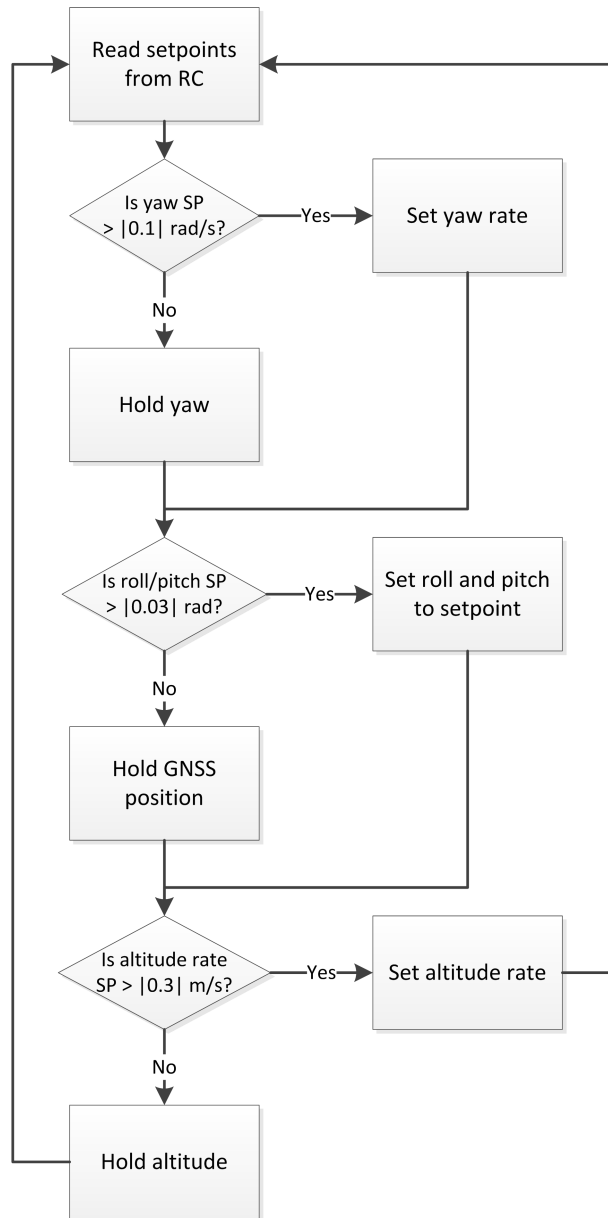 Read setpoints
from RC
Is yaw SP
> |0.1| rad/s?
Yes
Set yaw rate
No
Hold yaw
Is roll/pitch SP
> |0.03| rad?
Yes
Set roll and pitch
to setpoint
No
Hold GNSS
position
Is altitude rate
SP > |0.3| m/s?
Yes
Set altitude rate
No
Hold altitude